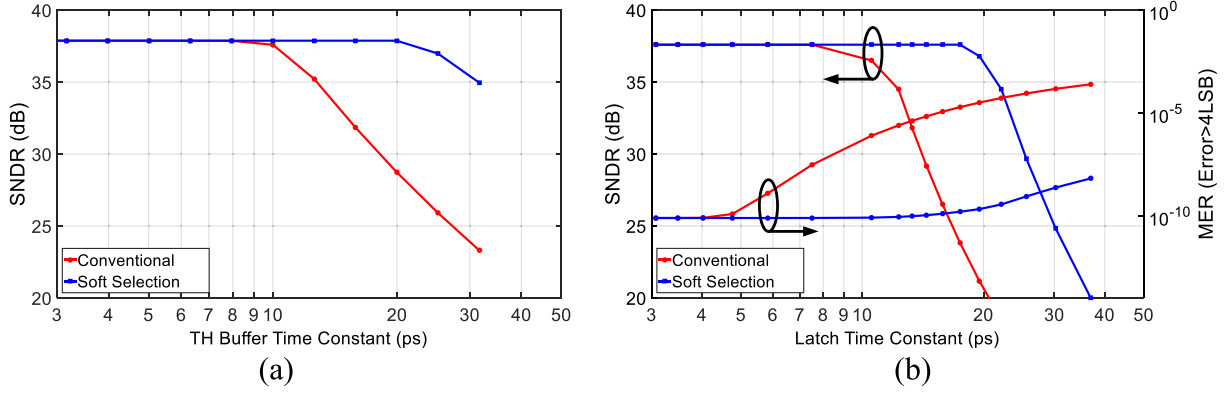 40
35
30
25
20
SNDR (dB)
Conventional
Soft Selection
3 4 5 6 7 8 9 10 20 30 40 50
TH Buffer Time Constant (ps)
(a)
40
35
30
25
20
SNDR (dB)
Conventional
Soft Selection
3 4 5 6 7 8 9 10 20 30 40 50
Latch Time Constant (ps)
10^0
10^-5
10^-10
MER (Error>4LSB)
(b)